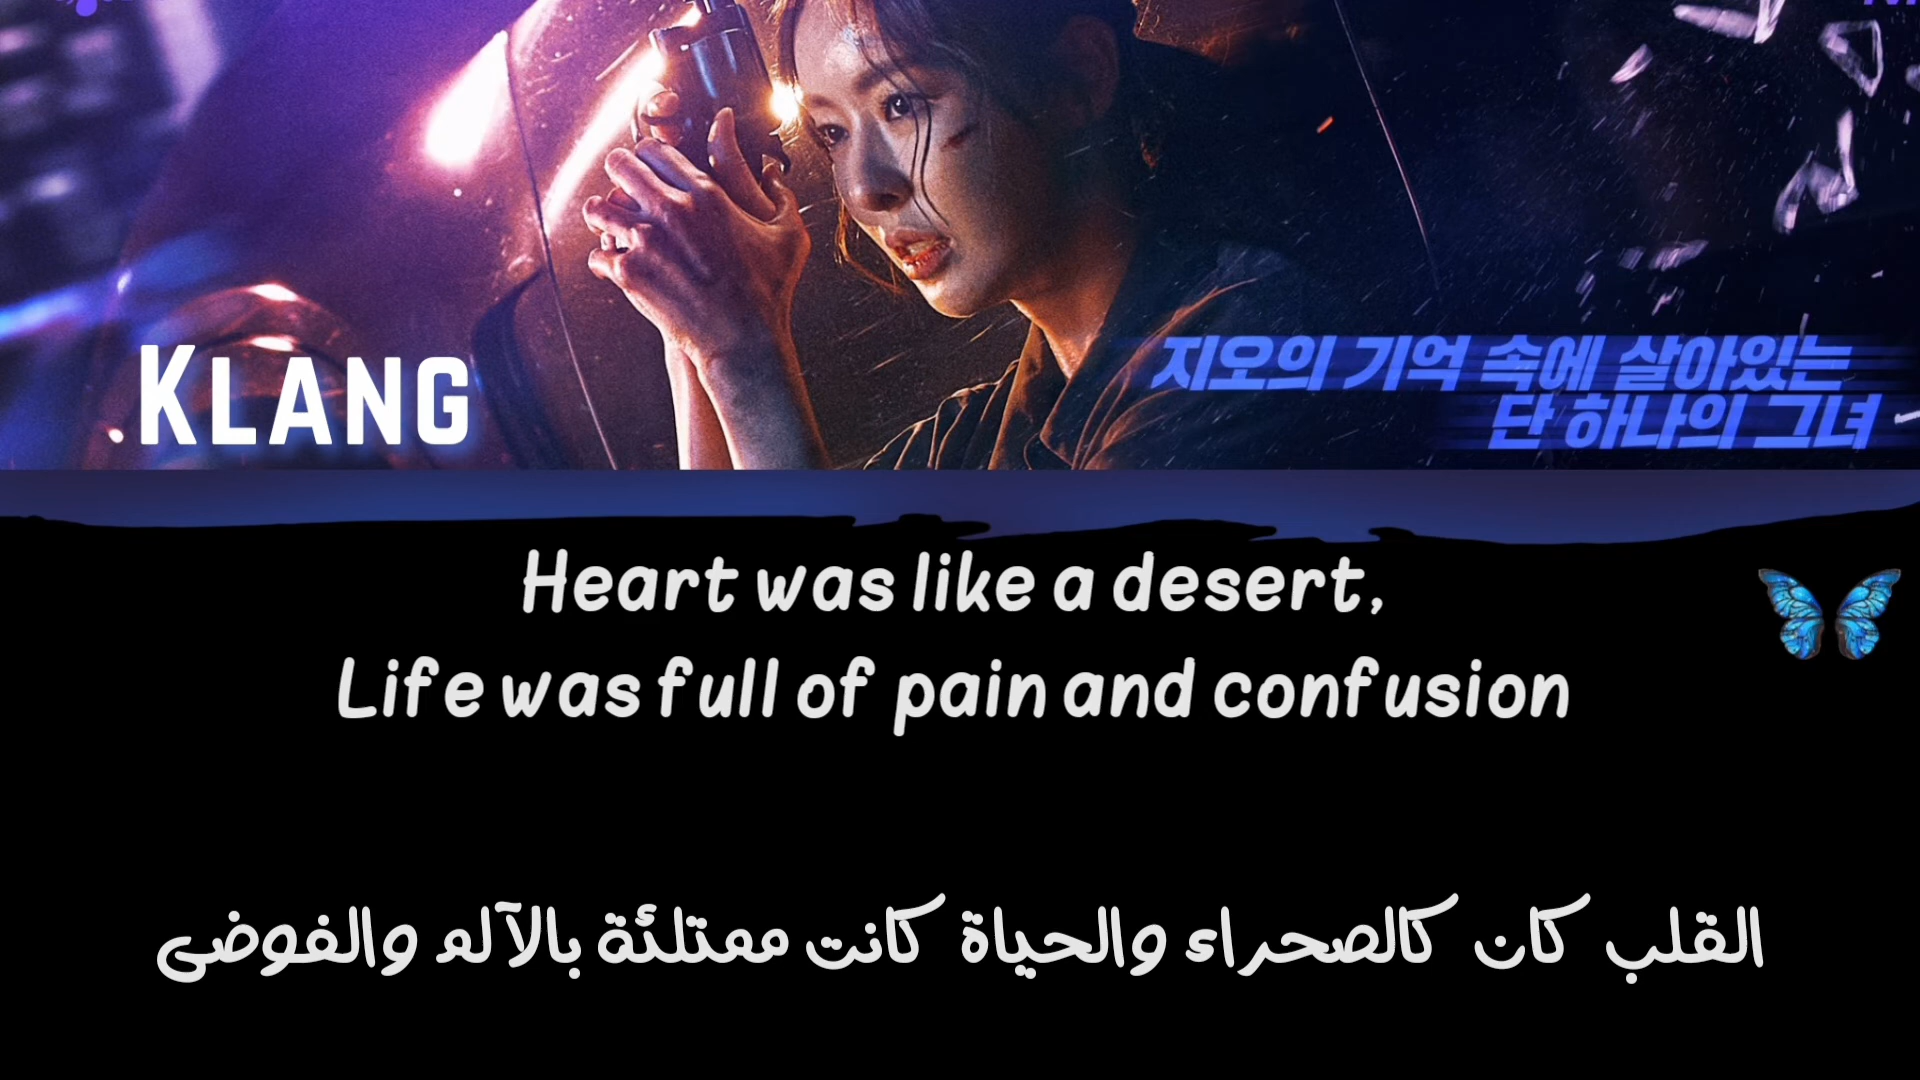 KLANG
지오의 기억 속에 살아있는
단 하나의 그녀
Heart was like a desert,
Life was full of pain and confusion
القلب كان كالصحراء والحياة كانت ممتلئة بالآلم والفوضى